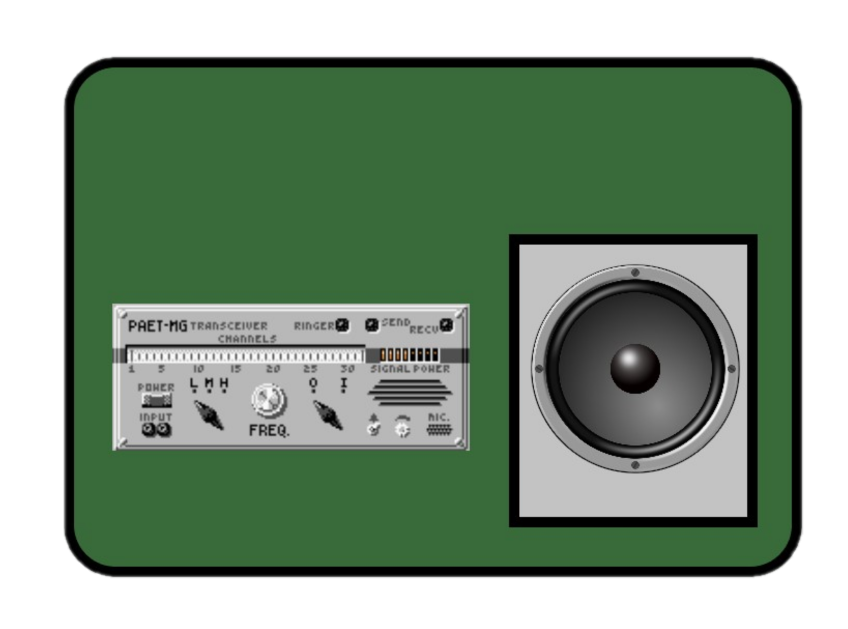 PAET-MG TRANSCEIVER RINGER SEND RECV
CHANNELS
1 5 10 15 20 25 30 SIGNAL POWER
POWER L M H O I
INPUT FREQ. MIC.